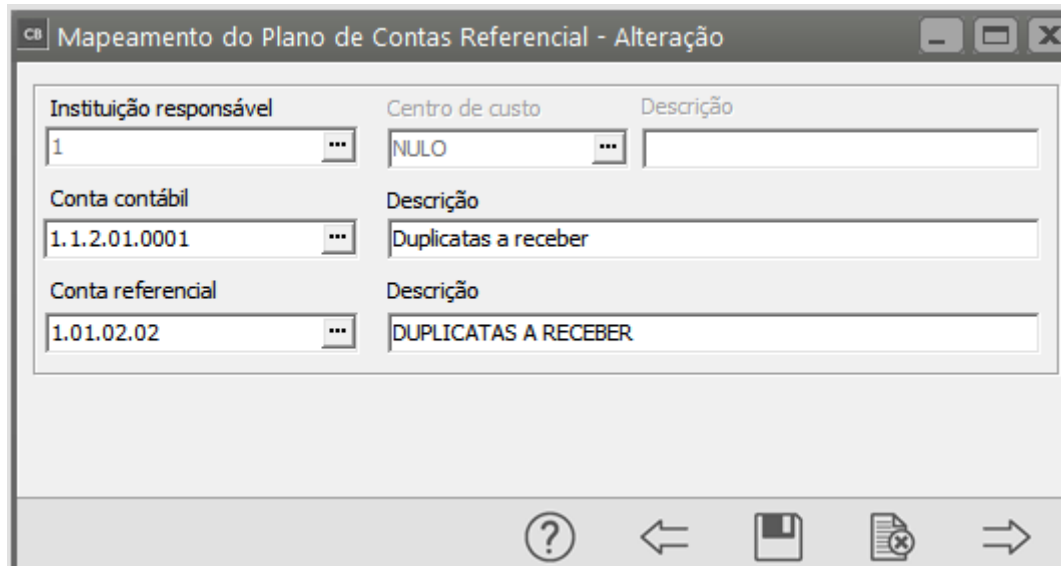 CB Mapeamento do Plano de Contas Referencial - Alteração
Instituição responsável Centro de custo Descrição
1 ... NULO ...
Conta contábil Descrição
1.1.2.01.0001 ... Duplicatas a receber
Conta referencial Descrição
1.01.02.02 ... DUPLICATAS A RECEBER
?